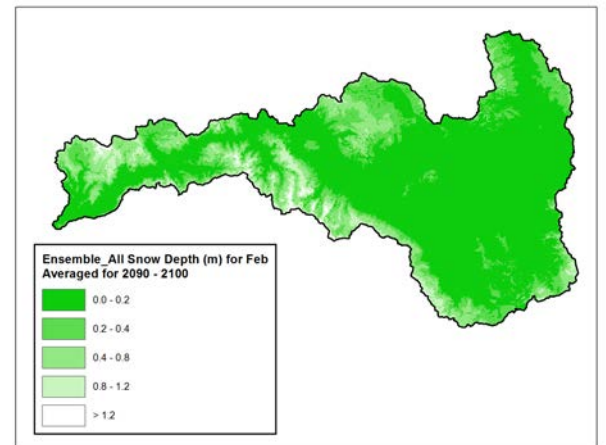 Ensemble_All Snow Depth (m) for Feb
Averaged for 2090 - 2100
0.0 - 0.2
0.2 - 0.4
0.4 - 0.8
0.8 - 1.2
> 1.2